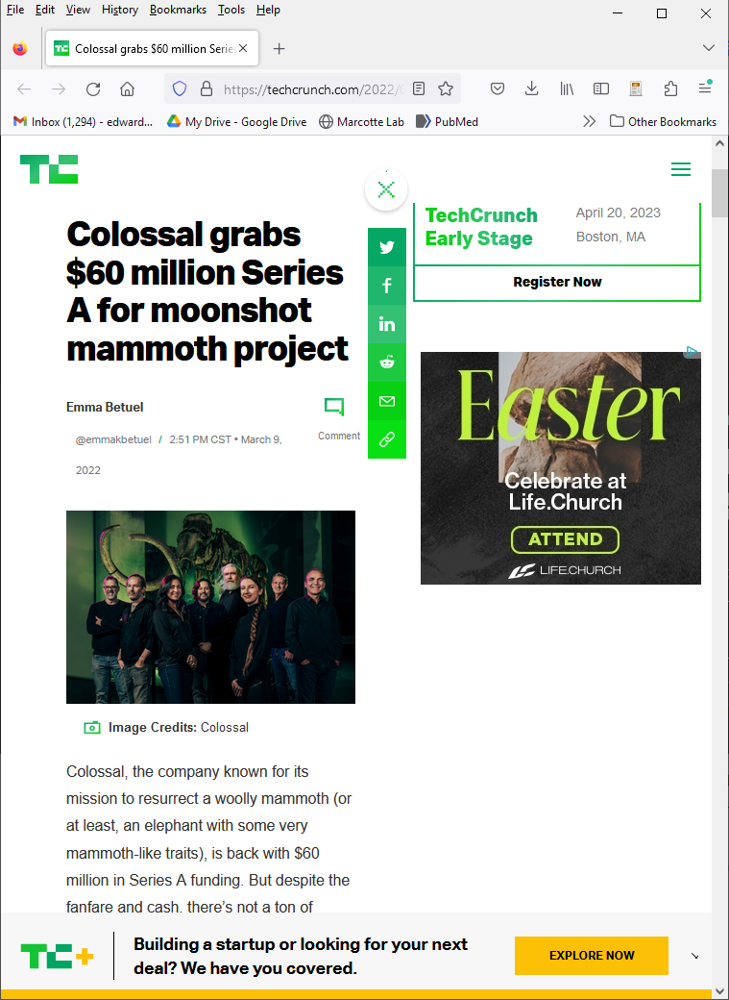 File Edit View History Bookmarks Tools Help
Colossal grabs $60 million Serie
https://techcrunch.com/2022/0
Inbox (1,294) - edward... My Drive - Google Drive Marcotte Lab PubMed Other Bookmarks
TC
Colossal grabs
$60 million Series
A for moonshot
mammoth project
Emma Betuel
Comment
@emmakbetuel / 2:51 PM CST • March 9,
2022
TechCrunch
Early Stage
April 20, 2023
Boston, MA
Register Now
Easter
Celebrate at
Life.Church
ATTEND
LIFE.CHURCH
Image Credits: Colossal
Colossal, the company known for its
mission to resurrect a woolly mammoth (or
at least, an elephant with some very
mammoth-like traits), is back with $60
million in Series A funding. But despite the
fanfare and cash, there's not a ton of
TC+
Building a startup or looking for your next
deal? We have you covered.
EXPLORE NOW